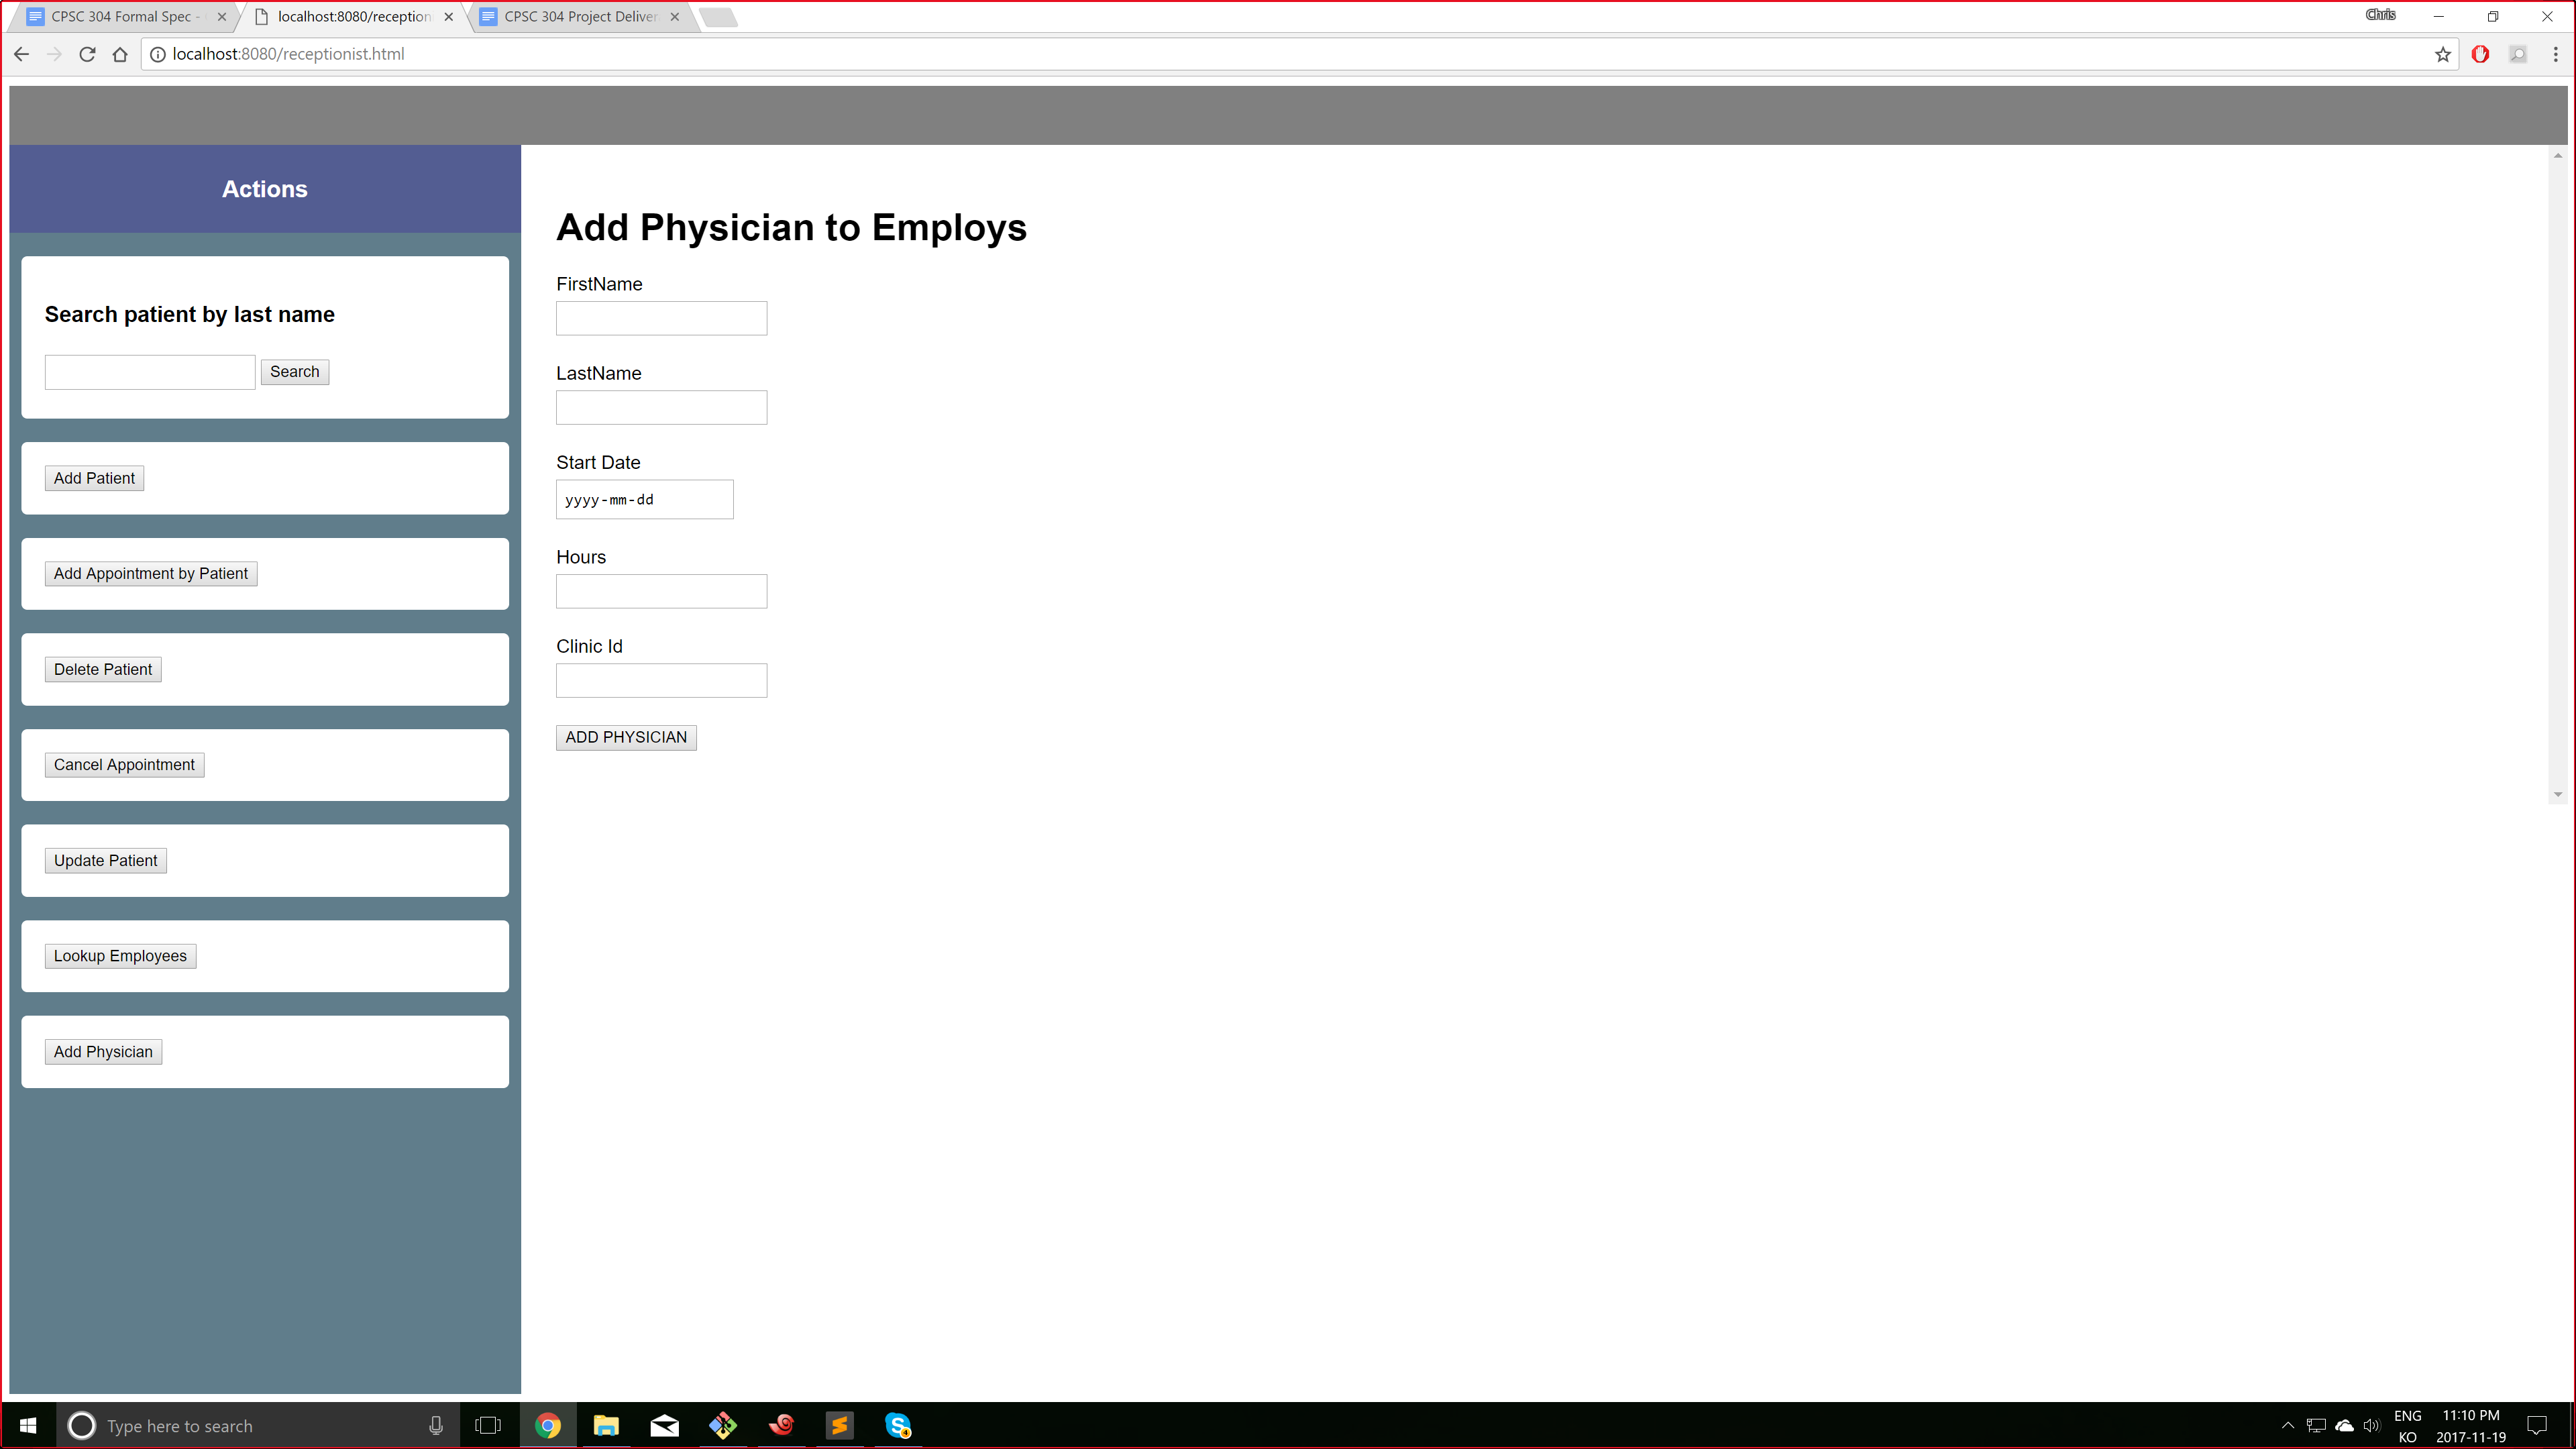 CPSC 304 Formal Spec -
localhost:8080/reception
CPSC 304 Project Deliver
Chris
localhost:8080/receptionist.html
Actions
Search patient by last name
Search
Add Patient
Add Appointment by Patient
Delete Patient
Cancel Appointment
Update Patient
Lookup Employees
Add Physician
Add Physician to Employs
FirstName
LastName
Start Date
yyyy-mm-dd
Hours
Clinic Id
ADD PHYSICIAN
Type here to search
S
4
ENG
KO
11:10 PM
2017-11-19